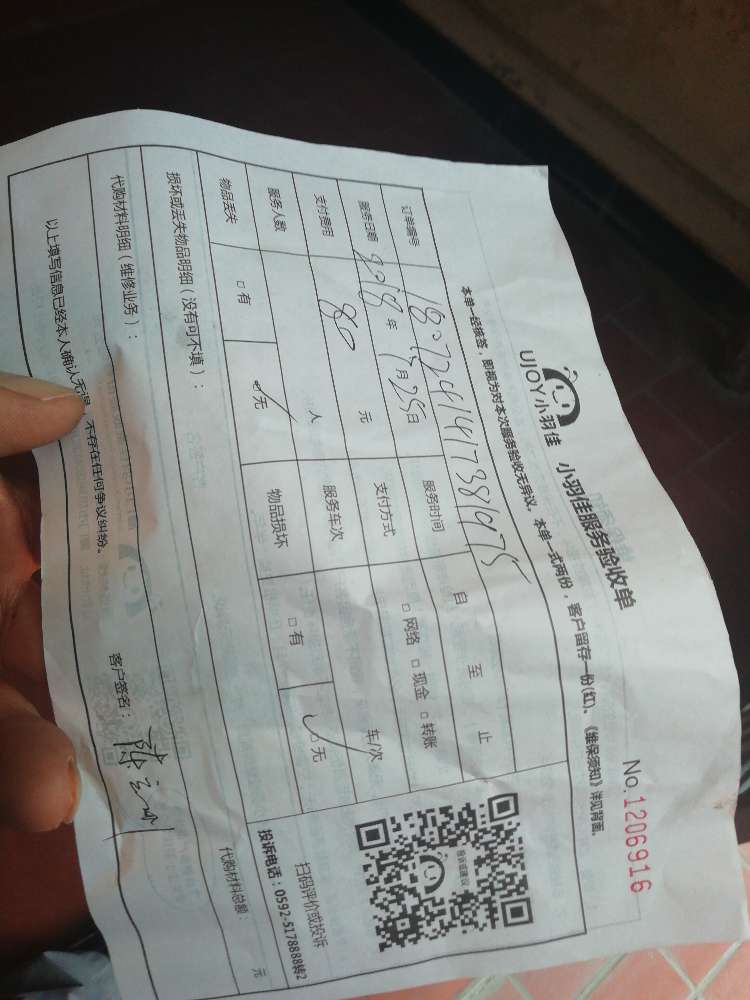 UJOY小羽佳 小羽佳服务验收单
No.1206916
本单一经核签，即视为对本次服务验收无异议。本单一式两份，客户留存一份(红)、《维保须知》详见背面。
订单编号
服务日期 2018年 7月25日 服务时间 自 至 止
支付费用 80 元 支付方式 □网络 □现金 □转账
服务人数 人 服务车次 车/次
物品丢失 □有 ✓无 物品损坏 □有 ✓无
损坏或丢失物品明细（没有可不填）：
扫码评价或投诉
投诉电话：0592-5178888转2
代购材料明细（维修业务）：
代购材料总额： 元
以上填写信息已经本人确认无误，不存在任何争议纠纷。
客户签名：